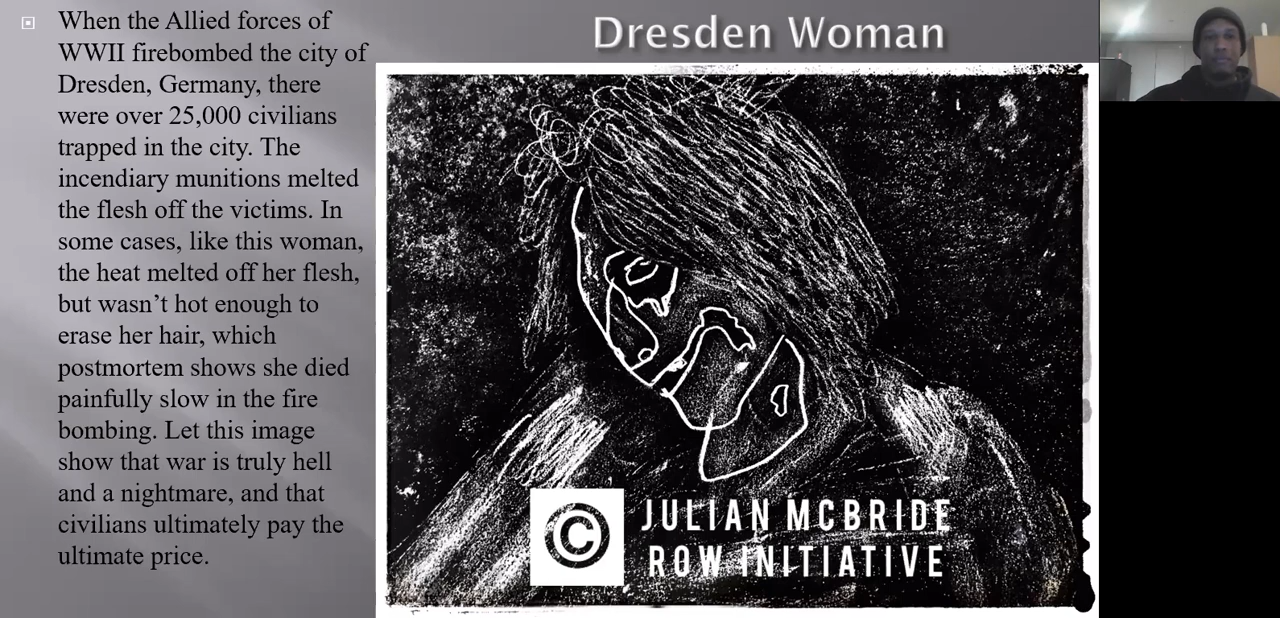 Dresden Woman
When the Allied forces of
WWII firebombed the city of
Dresden, Germany, there
were over 25,000 civilians
trapped in the city. The
incendiary munitions melted
the flesh off the victims. In
some cases, like this woman,
the heat melted off her flesh,
but wasn’t hot enough to
erase her hair, which
postmortem shows she died
painfully slow in the fire
bombing. Let this image
show that war is truly hell
and a nightmare, and that
civilians ultimately pay the
ultimate price.
© JULIAN MCBRIDE
ROW INITIATIVE